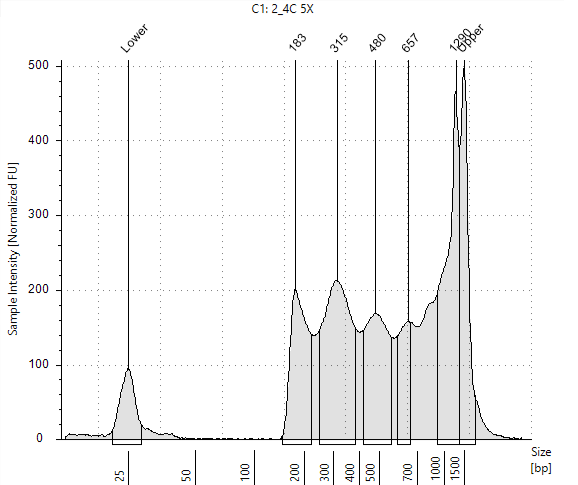 C1: 2_4C 5X
Lower 183 315 480 657 1290 Upper
500
400
300
200
100
0
Sample Intensity [Normalized FU]
25 50 100 200 300 400 500 700 1000 1500
Size
[bp]